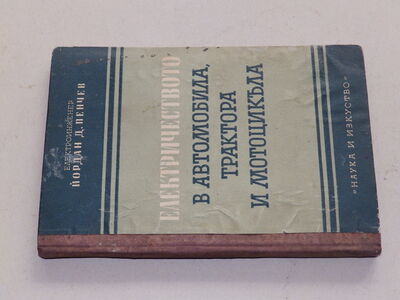 ЕЛЕКТРОИНЖЕНЕР
ЙОРДАН Д. ПЕНЧЕВ
ЕЛЕКТРИЧЕСТВОТО
В АВТОМОБИЛА,
ТРАКТОРА
И МОТОЦИКЪЛА
„НАУКА И ИЗКУСТВО"